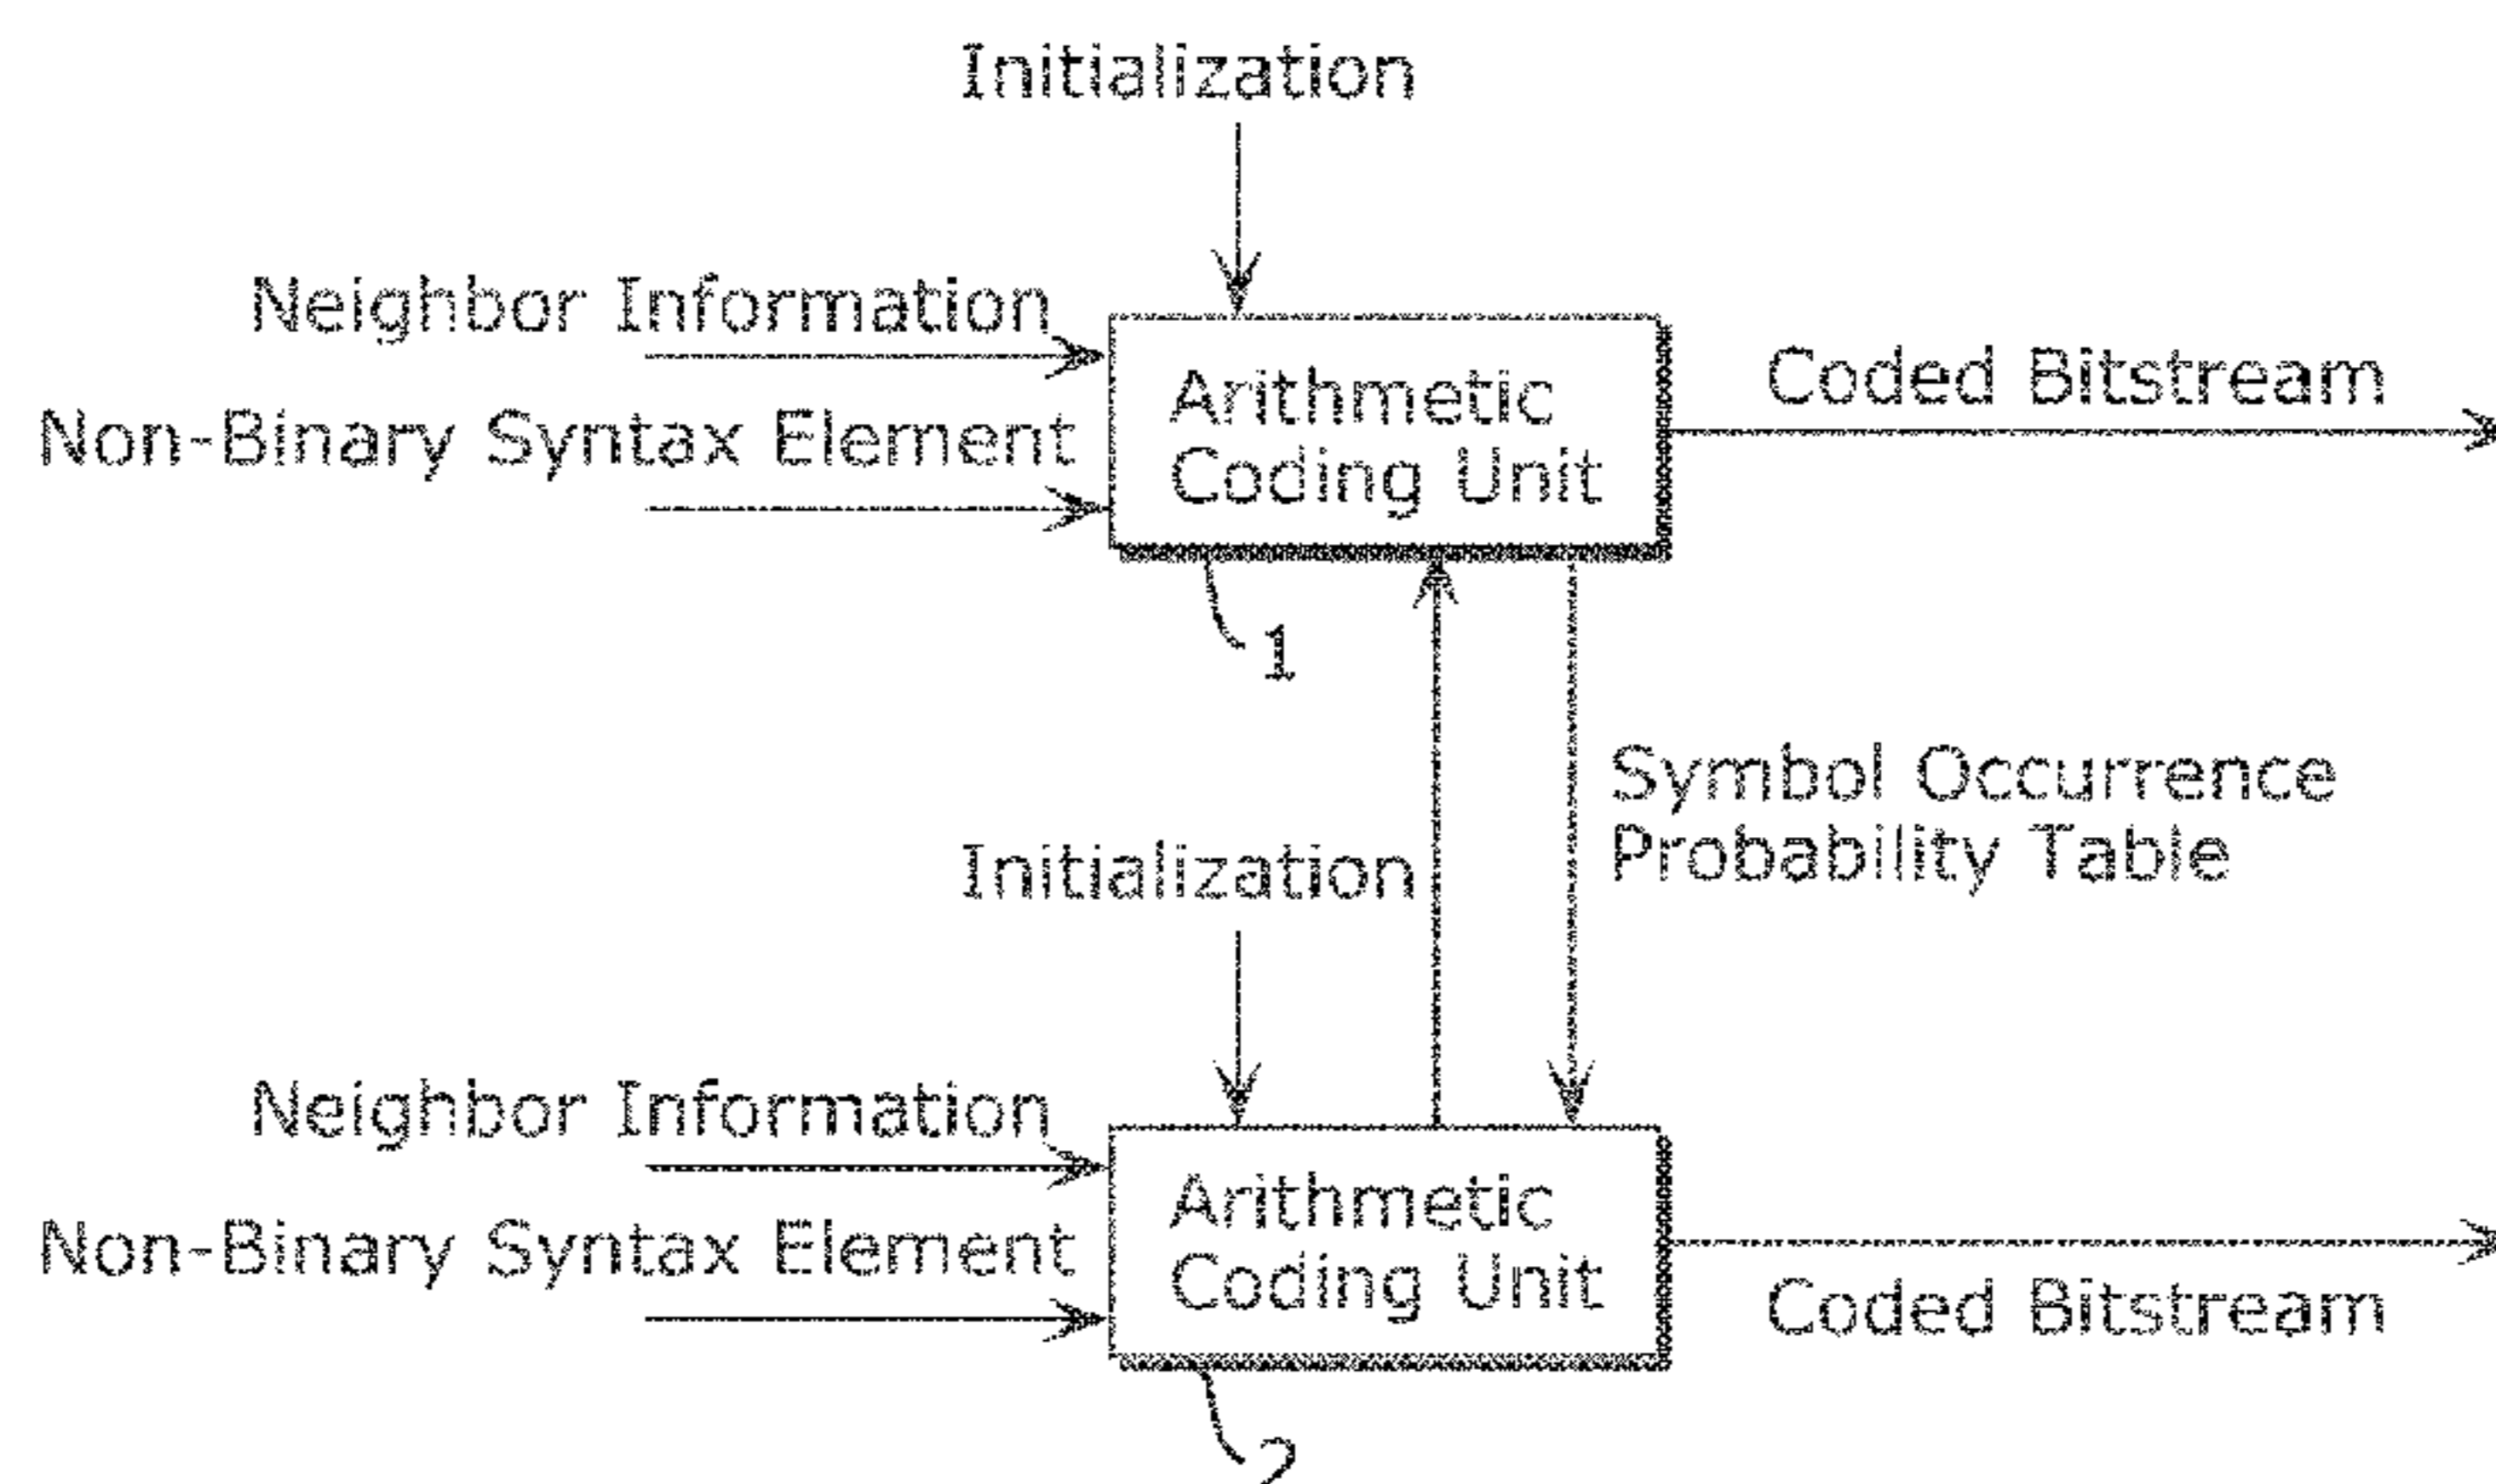 Initialization
Neighbor Information
Non-Binary Syntax Element
Arithmetic
Coding Unit
Coded Bitstream
1
Symbol Occurrence
Probability Table
Initialization
Neighbor Information
Non-Binary Syntax Element
Arithmetic
Coding Unit
Coded Bitstream
2